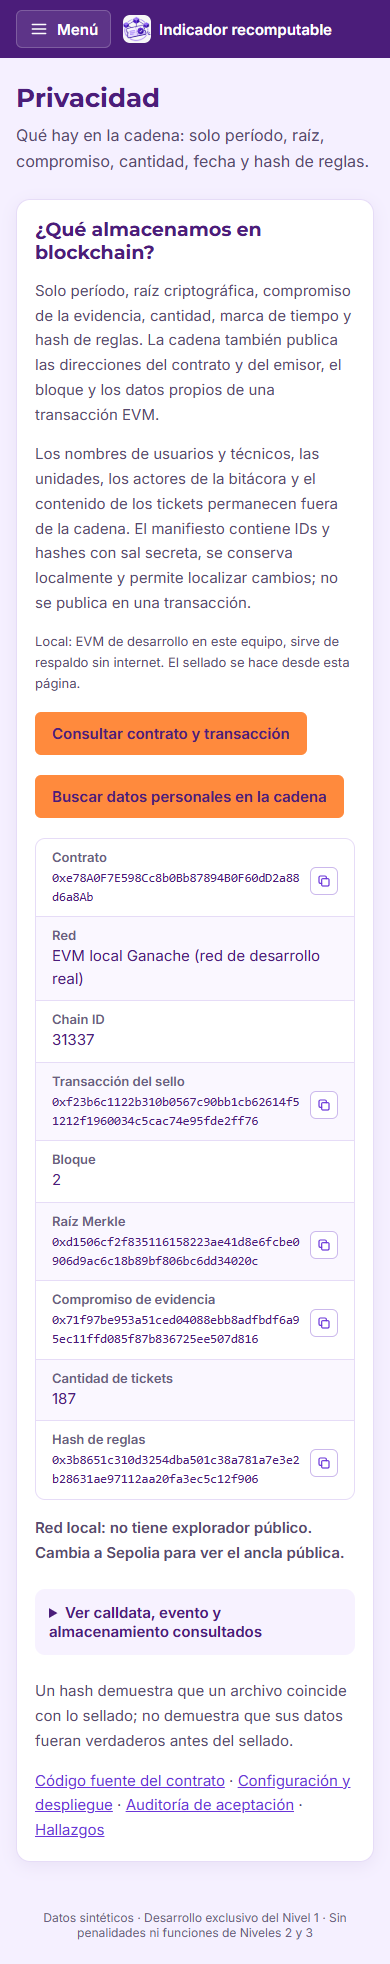 Menú
Indicador recomputable
Privacidad
Qué hay en la cadena: solo período, raíz,
compromiso, cantidad, fecha y hash de reglas.
¿Qué almacenamos en
blockchain?
Solo período, raíz criptográfica, compromiso
de la evidencia, cantidad, marca de tiempo y
hash de reglas. La cadena también publica
las direcciones del contrato y del emisor, el
bloque y los datos propios de una
transacción EVM.
Los nombres de usuarios y técnicos, las
unidades, los actores de la bitácora y el
contenido de los tickets permanecen fuera
de la cadena. El manifiesto contiene IDs y
hashes con sal secreta, se conserva
localmente y permite localizar cambios; no
se publica en una transacción.
Local: EVM de desarrollo en este equipo, sirve de
respaldo sin internet. El sellado se hace desde esta
página.
Consultar contrato y transacción
Buscar datos personales en la cadena
Contrato
0xe78A0F7E598Cc8b0Bb87894B0F60dD2a88
d6a8Ab
Red
EVM local Ganache (red de desarrollo
real)
Chain ID
31337
Transacción del sello
0xf23b6c1122b310b0567c90bb1cb62614f5
1212f1960034c5cac74e95fde2ff76
Bloque
2
Raíz Merkle
0xd1506cf2f835116158223ae41d8e6fcbe0
906d9ac6c18b89bf806bc6dd34020c
Compromiso de evidencia
0x71f97be953a51ced04088ebb8adfbdf6a9
5ec11ffd085f87b836725ee507d816
Cantidad de tickets
187
Hash de reglas
0x3b8651c310d3254dba501c38a781a7e3e2
b28631ae97112aa20fa3ec5c12f906
Red local: no tiene explorador público.
Cambia a Sepolia para ver el ancla pública.
Ver calldata, evento y
almacenamiento consultados
Un hash demuestra que un archivo coincide
con lo sellado; no demuestra que sus datos
fueran verdaderos antes del sellado.
Código fuente del contrato · Configuración y
despliegue · Auditoría de aceptación ·
Hallazgos
Datos sintéticos · Desarrollo exclusivo del Nivel 1 · Sin
penalidades ni funciones de Niveles 2 y 3